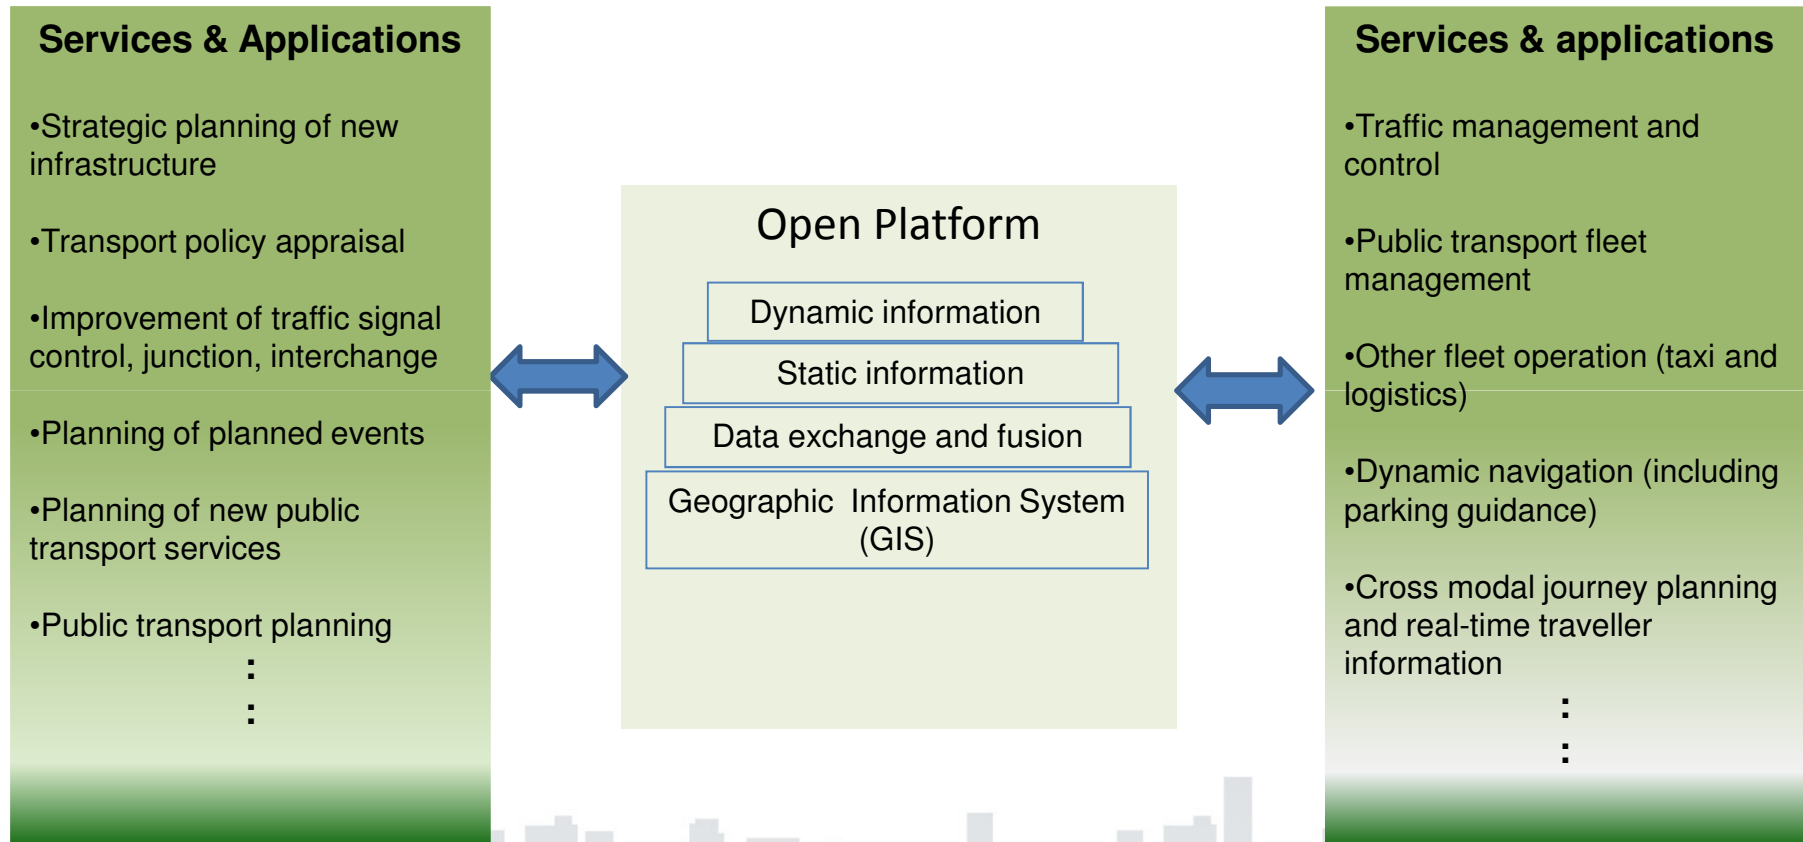 Services & Applications
•Strategic planning of new
infrastructure
•Transport policy appraisal
•Improvement of traffic signal
control, junction, interchange
•Planning of planned events
•Planning of new public
transport services
•Public transport planning
:
:
Open Platform
Dynamic information
Static information
Data exchange and fusion
Geographic  Information System
(GIS)
Services & applications
•Traffic management and
control
•Public transport fleet
management
•Other fleet operation (taxi and
logistics)
•Dynamic navigation (including
parking guidance)
•Cross modal journey planning
and real-time traveller
information
:
: